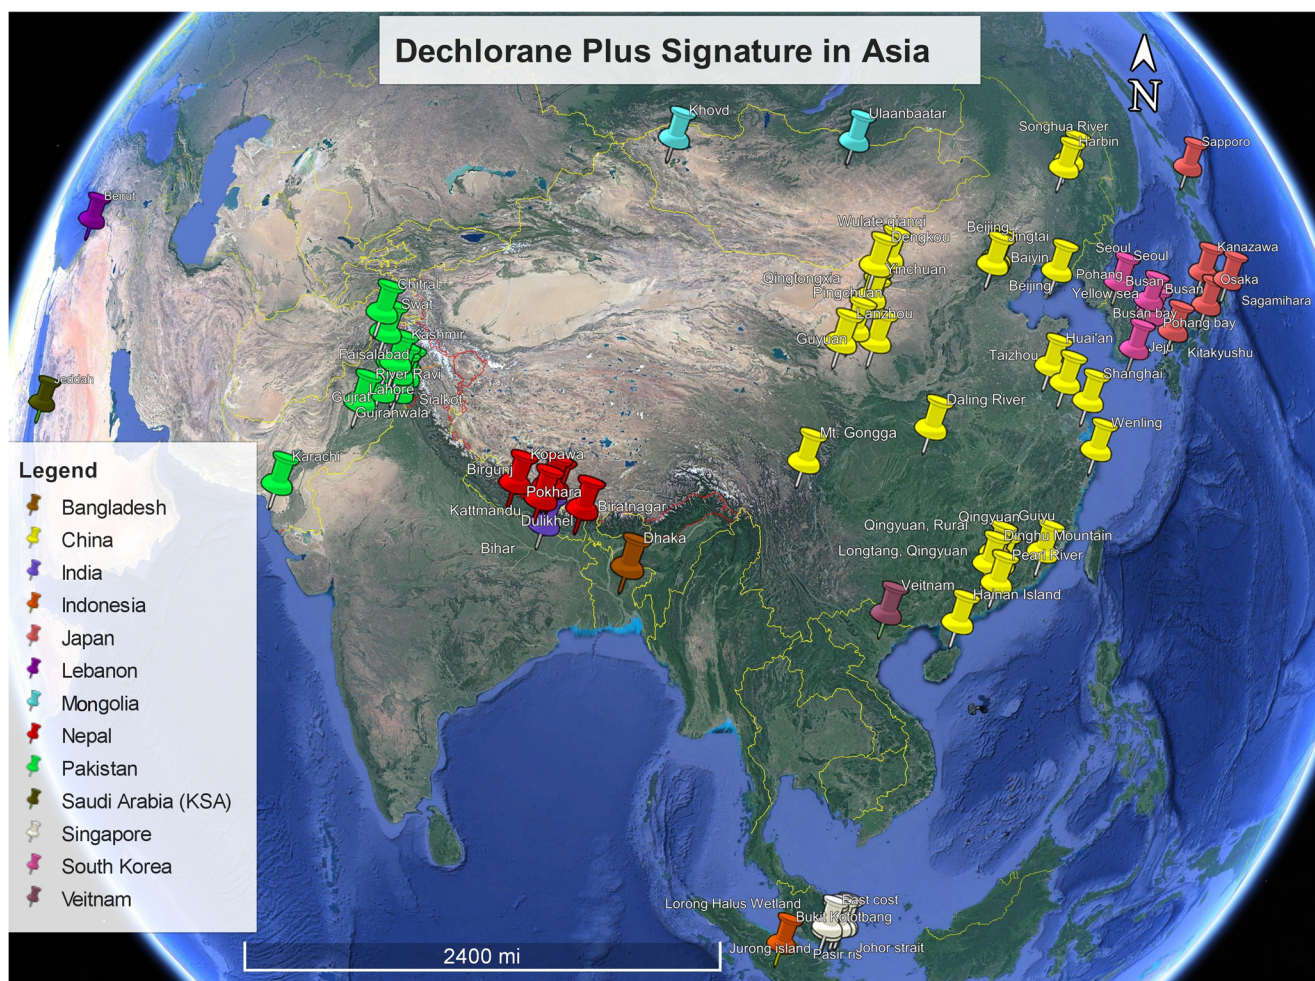 Dechlorane Plus Signature in Asia
N
Khovd
Ulaanbaatar
Songhua River
Harbin
Sapporo
Beirut
Wulate qianqi
Dengkou
Beijing
Jingtai
Baiyin
Beijing
Seoul
Seoul
Kanazawa
Chitral
Swat
Qingtongxia
Yinchuan
Pingchuan
Pohang
Busan
Busan
Osaka
Yellow sea
Sagamihara
Kashmir
Lanzhou
Guyuan
Busan bay
Pohang bay
Faisalabad
Huai'an
Taizhou
Jeju
Kitakyushu
Jeddah
River Ravi
Lahore
Gujrat
Sialkot
Gujranwala
Shanghai
Daling River
Mt. Gongga
Wenling
Karachi
Birgunj
Kopawa
Pokhara
Kattmandu
Biratnagar
Dulikhel
Bihar
Dhaka
Qingyuan
Guiyu
Qingyuan, Rural
Dinghu Mountain
Longtang, Qingyuan
Pearl River
Veitnam
Hainan Island
Legend
Bangladesh
China
India
Indonesia
Japan
Lebanon
Mongolia
Nepal
Pakistan
Saudi Arabia (KSA)
Singapore
South Korea
Veitnam
Lorong Halus Wetland
East cost
Bukit Kototbang
Jurong island
Pasir ris
Johor strait
2400 mi